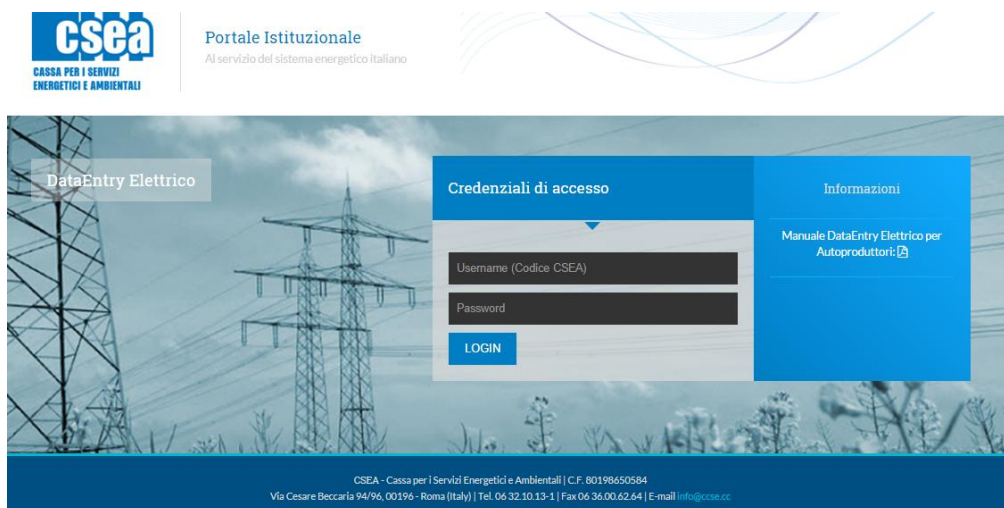 csea
CASSA PER I SERVIZI
ENERGETICI E AMBIENTALI
Portale Istituzionale
Al servizio del sistema energetico italiano
DataEntry Elettrico
Credenziali di accesso
Username (Codice CSEA)
Password
LOGIN
Informazioni
Manuale DataEntry Elettrico per
Autoproduttori:
CSEA - Cassa per i Servizi Energetici e Ambientali | C.F. 80198650584
Via Cesare Beccaria 94/96, 00196 - Roma (Italy) | Tel. 06 32.10.13-1 | Fax 06 36.00.62.64 | E-mail info@ccse.cc